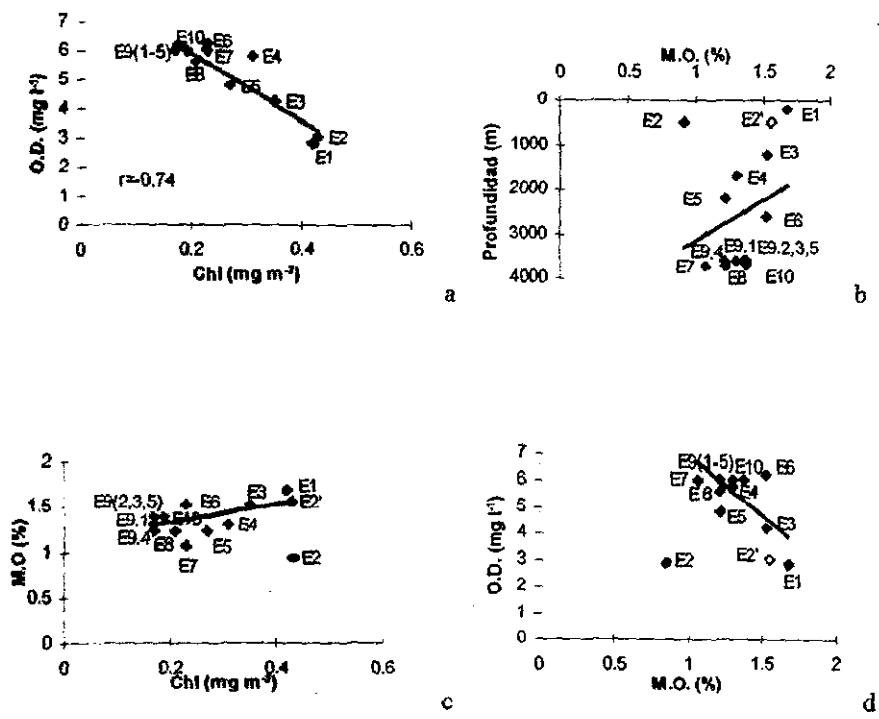 7
6
5
4
3
2
1
0
O.D. (mg l⁻¹)
E10 E6
E9(1-5) E7 E4
E8
E5
E3
E2
E1
r=-0.74
0 0.2 0.4 0.6
Chl (mg m⁻³)
a
M.O. (%)
0 0.5 1 1.5 2
0
1000
2000
3000
4000
Profundidad (m)
E1
E2 E2'
E3
E4
E5
E6
E9.4 E9.1 E9.2,3,5
E7 E8 E10
b
2
1.5
1
0.5
0
M.O (%)
E9(2,3,5) E6 E3 E1
E2'
E9.1 E10 E4
E9.4 E8 E5
E7 E2
0 0.2 0.4 0.6
Chl (mg m⁻³)
c
7
6
5
4
3
2
1
0
O.D. (mg l⁻¹)
E9(1-5) E10 E6
E7
E8 E4
E5
E3
E2 E2'
E1
0 0.5 1 1.5 2
M.O. (%)
d